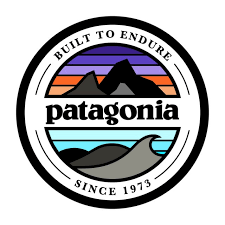 BUILT TO ENDURE
patagonia
SINCE 1973